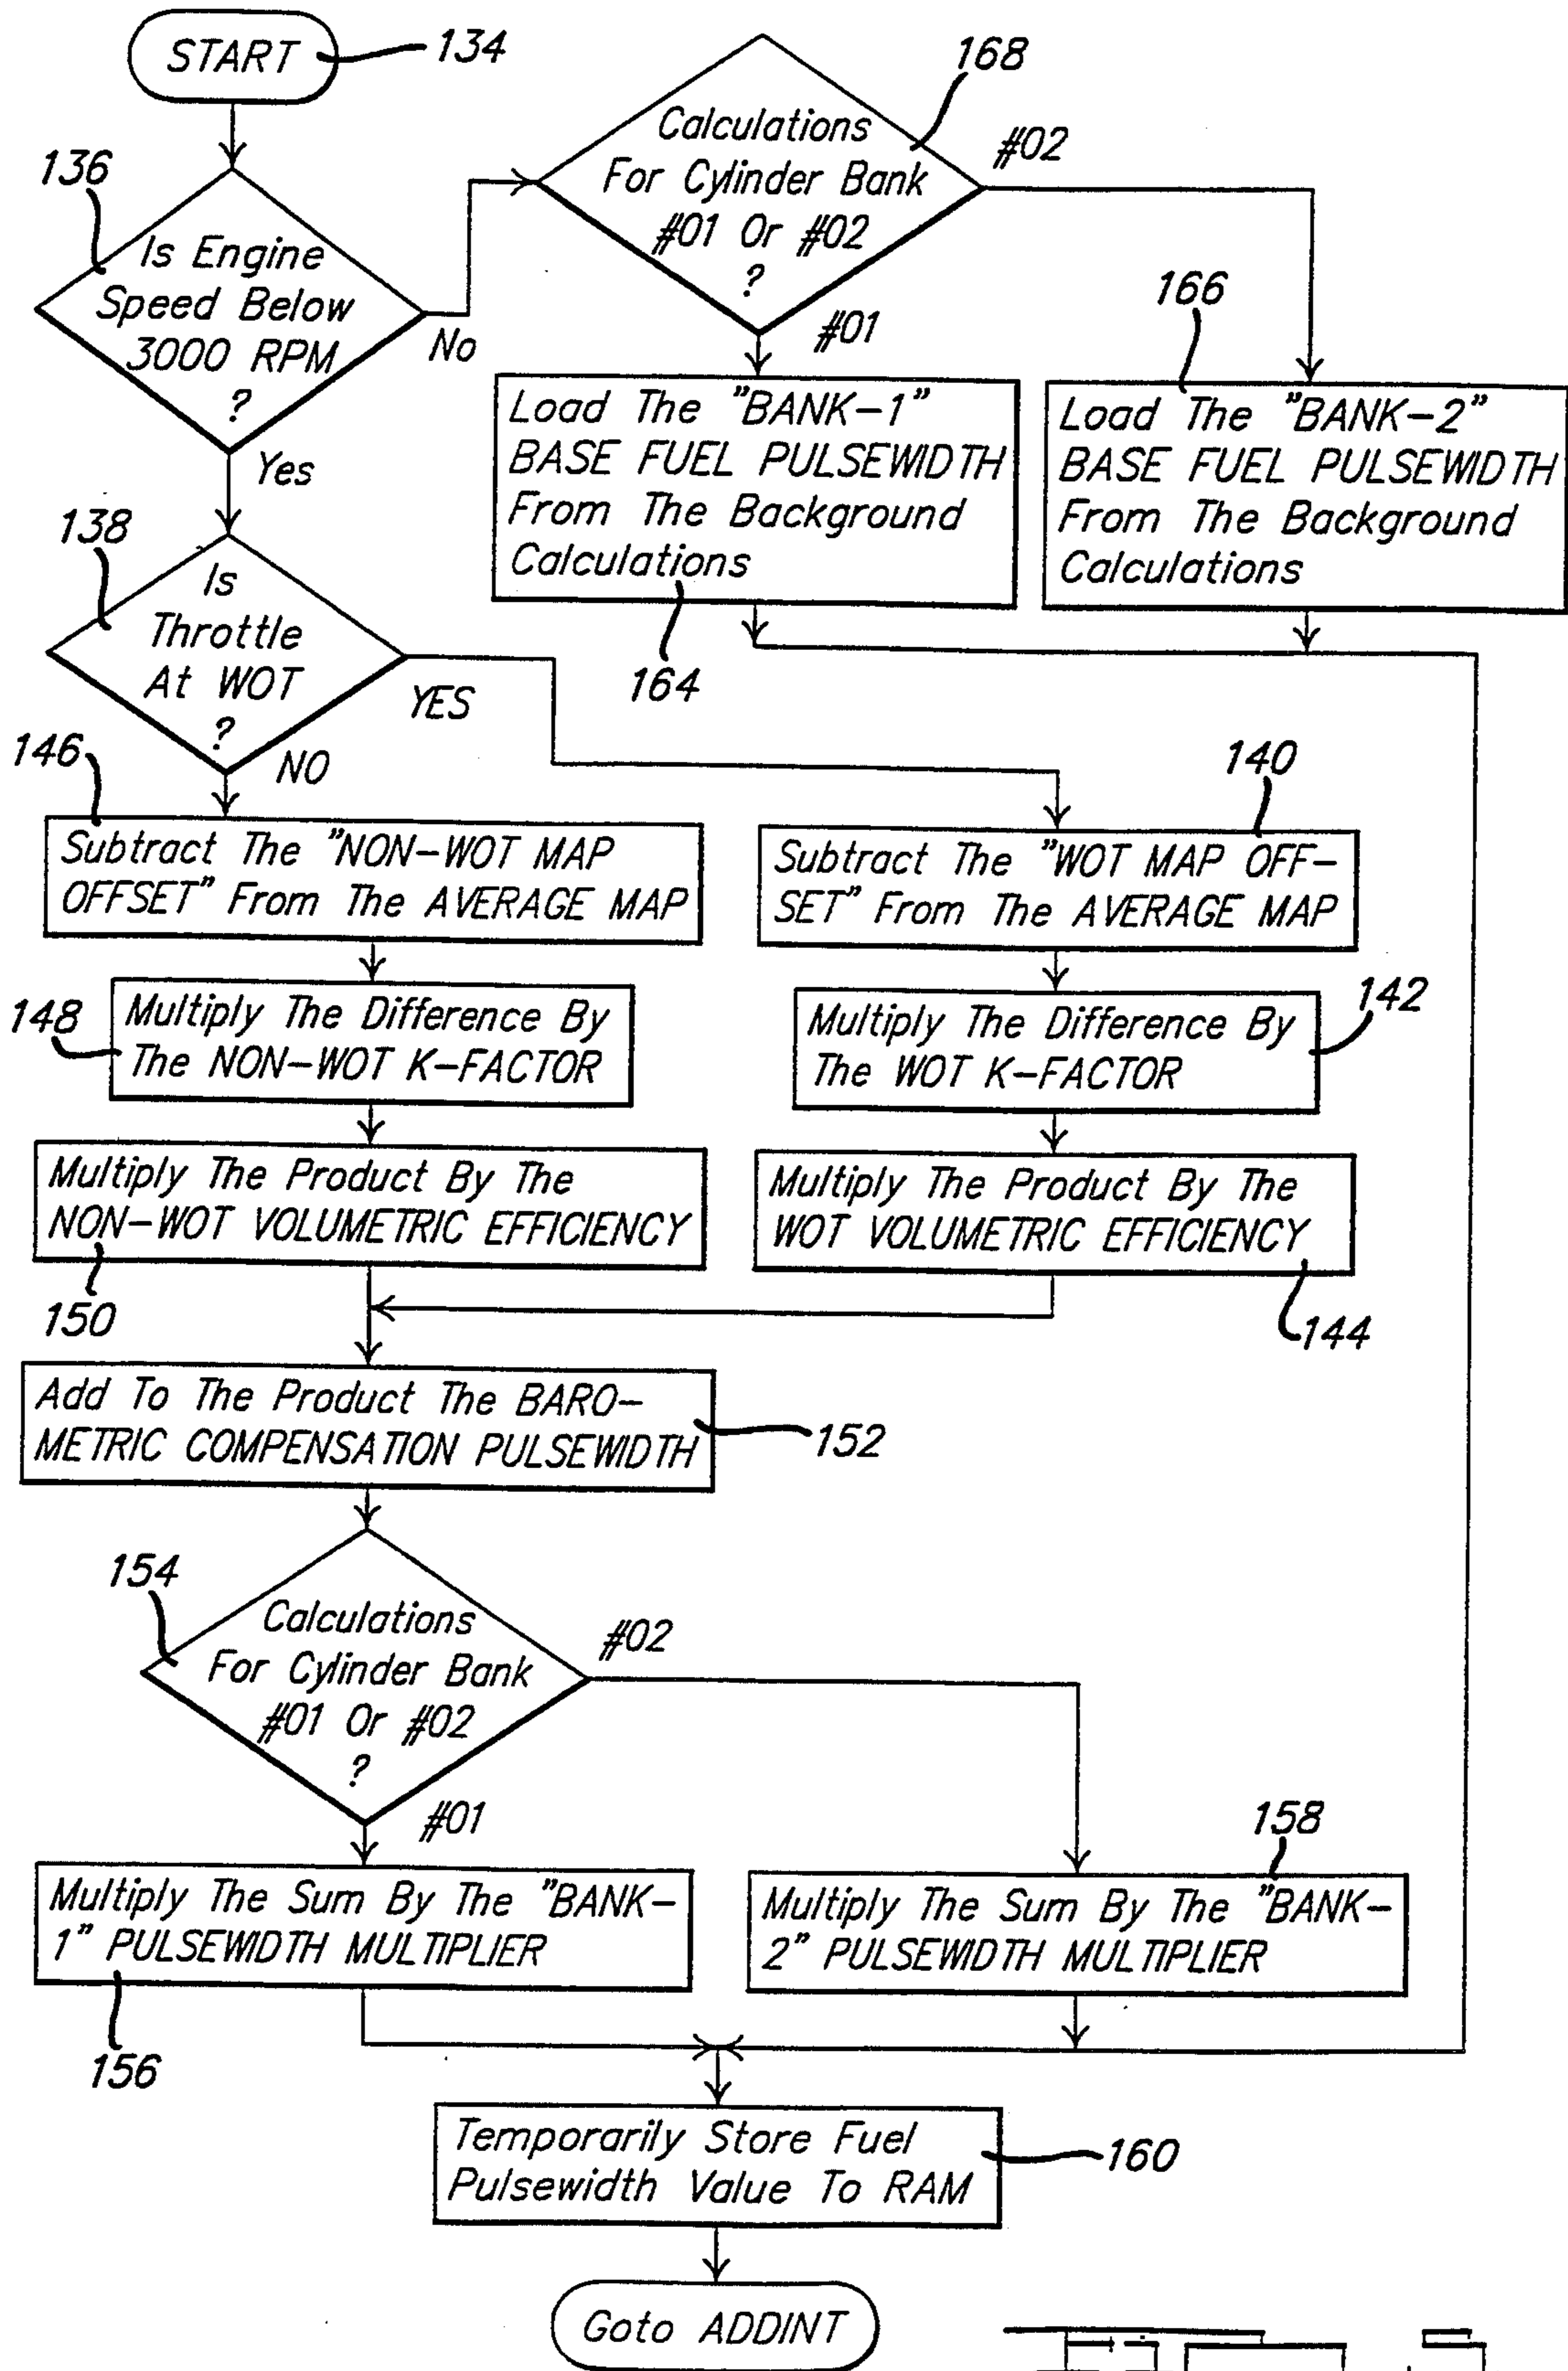 START
134
136
Is Engine
Speed Below
3000 RPM
?
No
Yes
168
Calculations
For Cylinder Bank
#01 Or #02
?
#02
#01
166
Load The "BANK-1"
BASE FUEL PULSEWIDTH
From The Background
Calculations
164
Load The "BANK-2"
BASE FUEL PULSEWIDTH
From The Background
Calculations
138
Is
Throttle
At WOT
?
YES
NO
146
Subtract The "NON-WOT MAP
OFFSET" From The AVERAGE MAP
140
Subtract The "WOT MAP OFF-
SET" From The AVERAGE MAP
148
Multiply The Difference By
The NON-WOT K-FACTOR
142
Multiply The Difference By
The WOT K-FACTOR
Multiply The Product By The
NON-WOT VOLUMETRIC EFFICIENCY
150
Multiply The Product By The
WOT VOLUMETRIC EFFICIENCY
144
Add To The Product The BARO-
METRIC COMPENSATION PULSEWIDTH
152
154
Calculations
For Cylinder Bank
#01 Or #02
?
#02
#01
158
Multiply The Sum By The "BANK-
1" PULSEWIDTH MULTIPLIER
156
Multiply The Sum By The "BANK-
2" PULSEWIDTH MULTIPLIER
Temporarily Store Fuel
Pulsewidth Value To RAM
160
Goto ADDINT